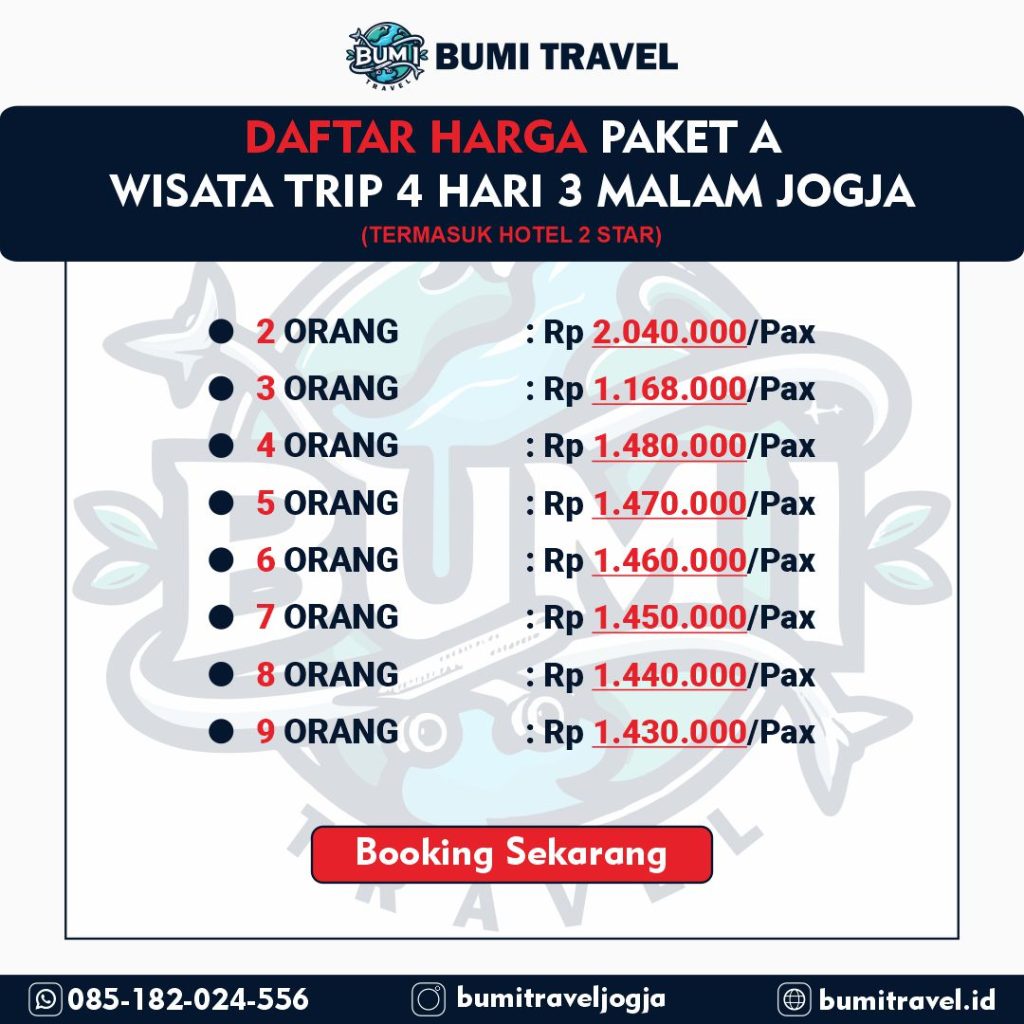 BUMI TRAVEL
BUMI TRAVEL
DAFTAR HARGA PAKET A
WISATA TRIP 4 HARI 3 MALAM JOGJA
(TERMASUK HOTEL 2 STAR)
2 ORANG : Rp 2.040.000/Pax
3 ORANG : Rp 1.168.000/Pax
4 ORANG : Rp 1.480.000/Pax
5 ORANG : Rp 1.470.000/Pax
6 ORANG : Rp 1.460.000/Pax
7 ORANG : Rp 1.450.000/Pax
8 ORANG : Rp 1.440.000/Pax
9 ORANG : Rp 1.430.000/Pax
BUMI
TRAVEL
Booking Sekarang
085-182-024-556 bumitraveljogja bumitravel.id